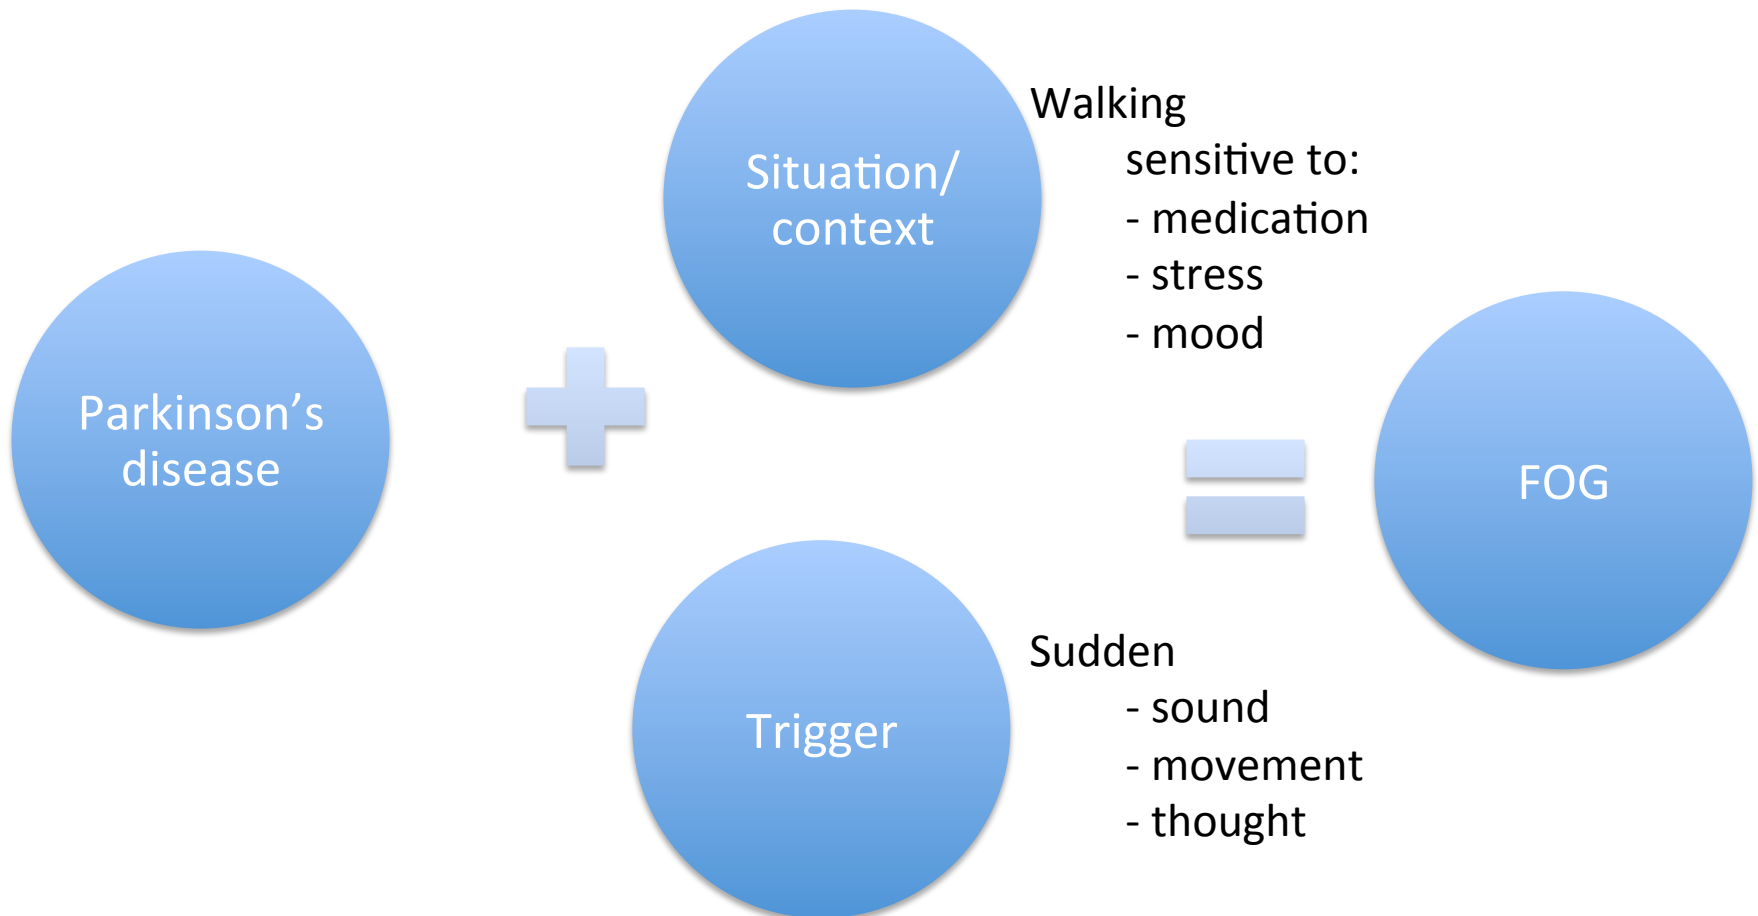 Parkinson’s
disease
Situation/
context
Walking
sensitive to:
- medication
- stress
- mood
Trigger
Sudden
- sound
- movement
- thought
FOG